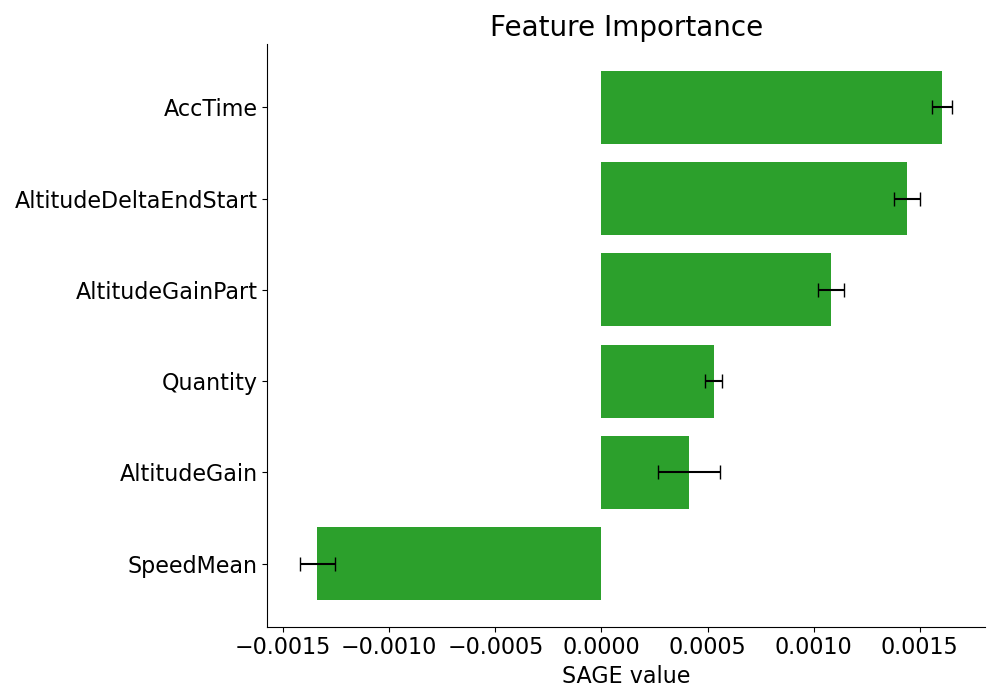 Feature Importance
AccTime
AltitudeDeltaEndStart
AltitudeGainPart
Quantity
AltitudeGain
SpeedMean
−0.0015 −0.0010 −0.0005 0.0000 0.0005 0.0010 0.0015
SAGE value